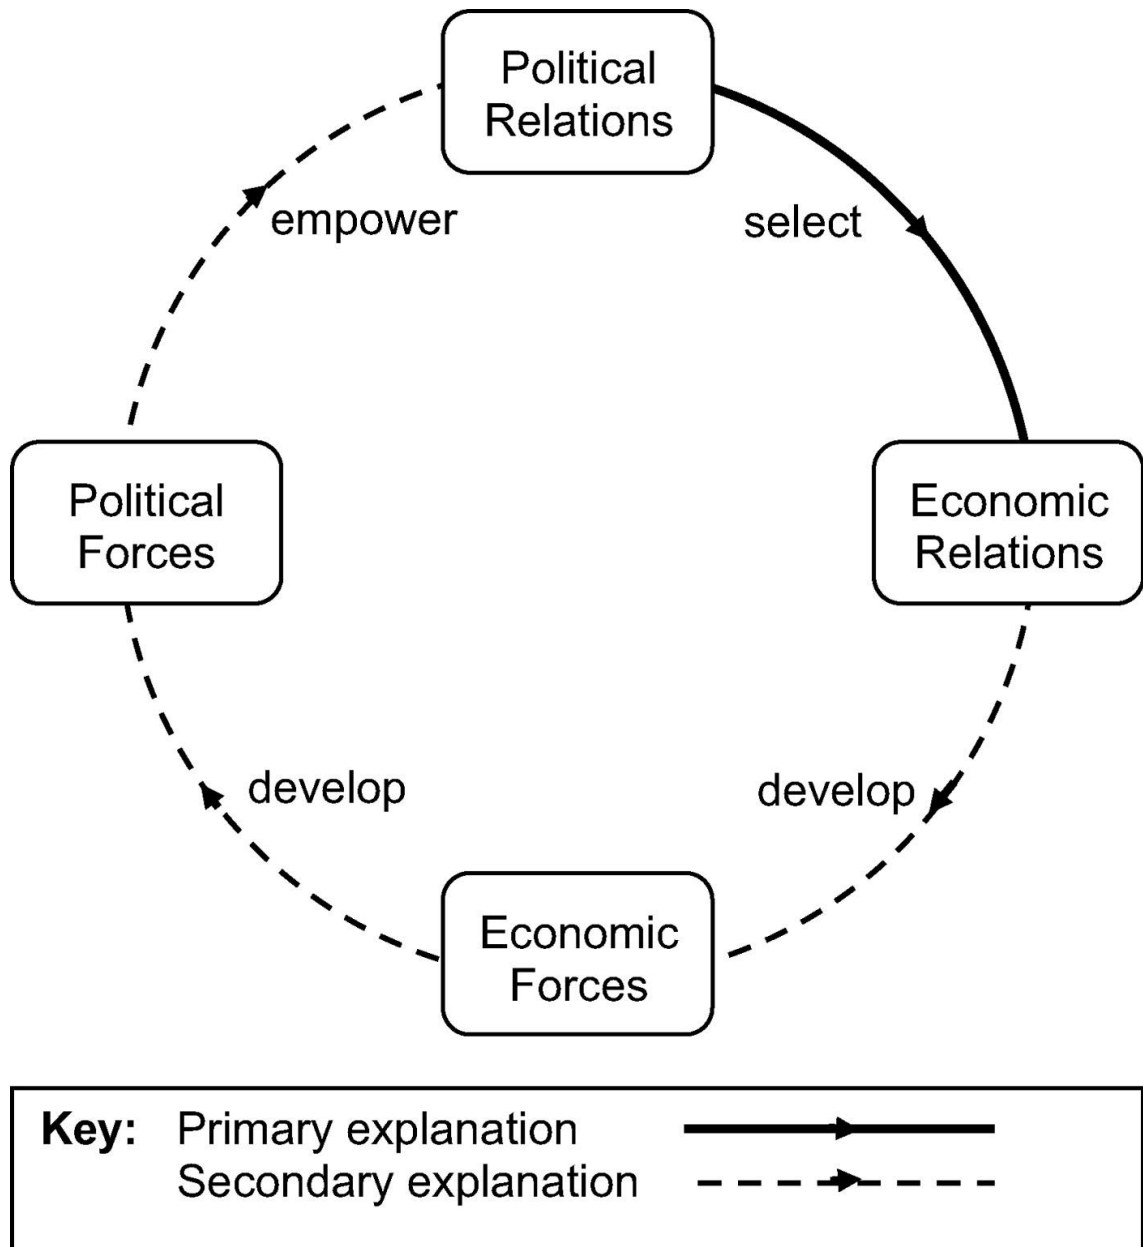 Political
Relations
empower
select
Political
Forces
Economic
Relations
develop
develop
Economic
Forces
Key: Primary explanation
Secondary explanation